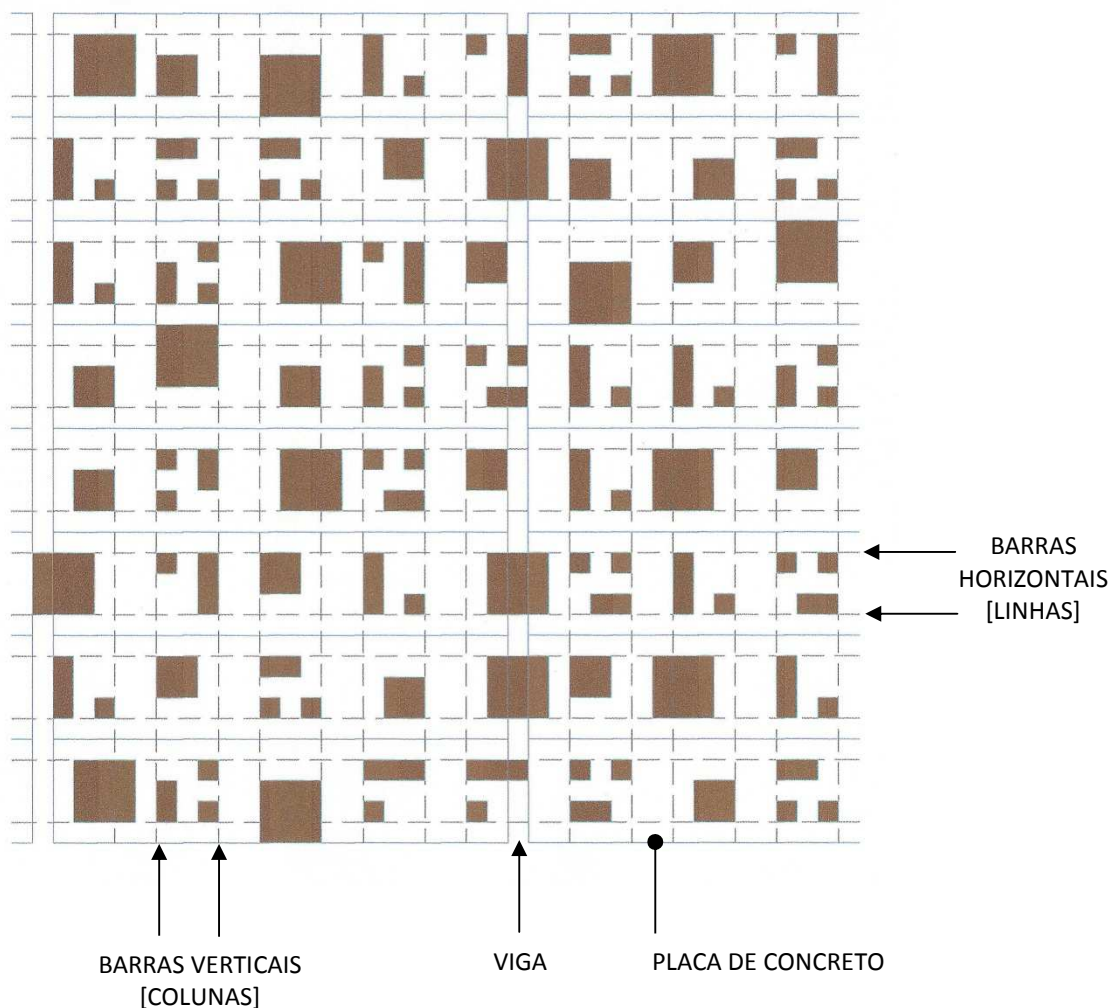 BARRAS
HORIZONTAIS
[LINHAS]
BARRAS VERTICAIS
[COLUNAS]
VIGA
PLACA DE CONCRETO